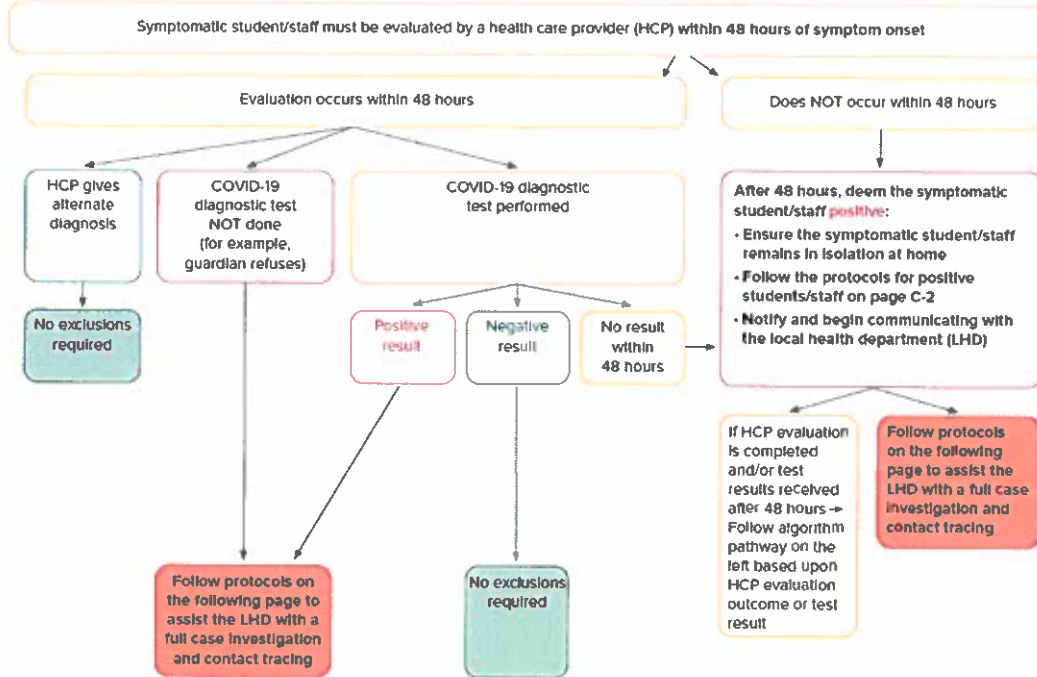 Symptomatic student/staff must be evaluated by a health care provider (HCP) within 48 hours of symptom onset
Evaluation occurs within 48 hours
Does NOT occur within 48 hours
HCP gives
alternate
diagnosis
COVID-19
diagnostic test
NOT done
(for example,
guardian refuses)
COVID-19 diagnostic
test performed
After 48 hours, deem the symptomatic
student/staff positive:
• Ensure the symptomatic student/staff
remains in isolation at home
• Follow the protocols for positive
students/staff on page C-2
• Notify and begin communicating with
the local health department (LHD)
No exclusions
required
Positive
result
Negative
result
No result
within
48 hours
If HCP evaluation
is completed
and/or test
results received
after 48 hours →
Follow algorithm
pathway on the
left based upon
HCP evaluation
outcome or test
result
Follow protocols
on the following
page to assist the
LHD with a full case
investigation and
contact tracing
Follow protocols on
the following page to
assist the LHD with a
full case investigation
and contact tracing
No exclusions
required